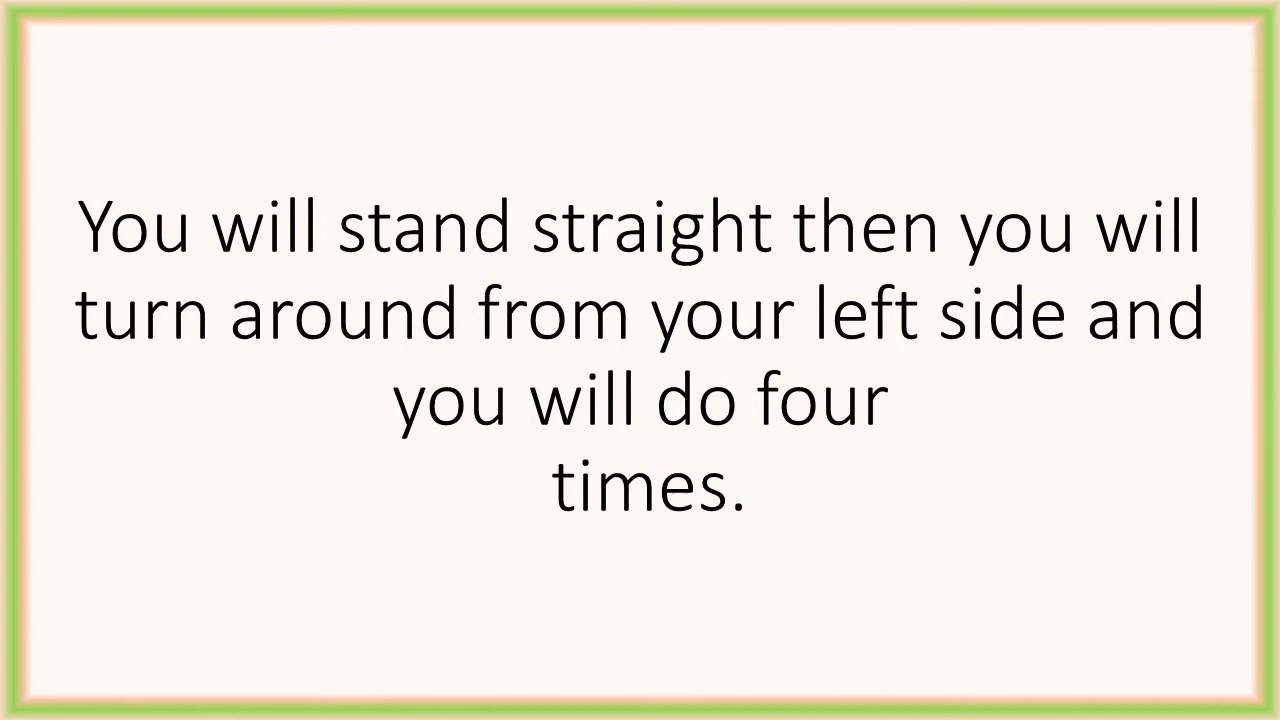 You will stand straight then you will
turn around from your left side and
you will do four
times.